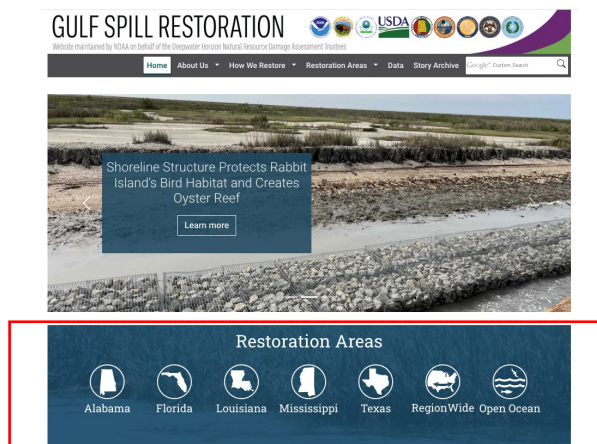 GULF SPILL RESTORATION
USDA
Website maintained by NOAA on behalf of the Deepwater Horizon Natural Resource Damage Assessment Trustees
Home About Us How We Restore Restoration Areas Data Story Archive Google Custom Search
Shoreline Structure Protects Rabbit
Island's Bird Habitat and Creates
Oyster Reef
Learn more
Restoration Areas
Alabama Florida Louisiana Mississippi Texas RegionWide Open Ocean